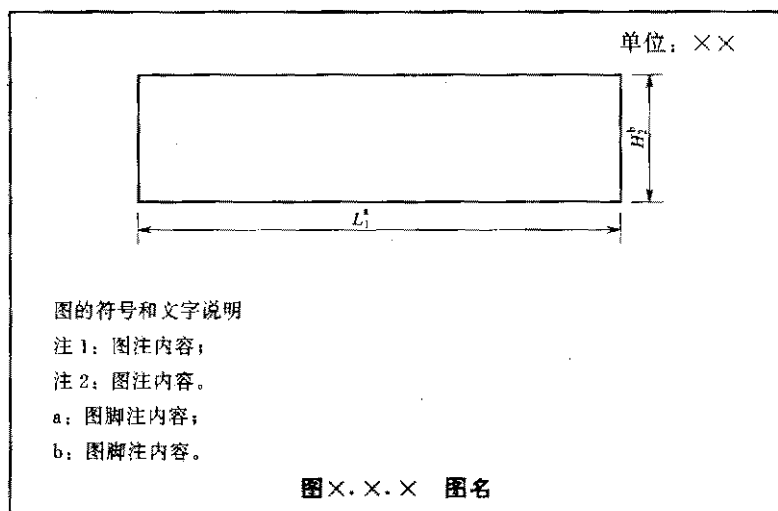 单位：××
H₂ᵇ
L₁ᵃ
图的符号和文字说明
注1：图注内容；
注2：图注内容。
a：图脚注内容；
b：图脚注内容。
图×．×．× 图名